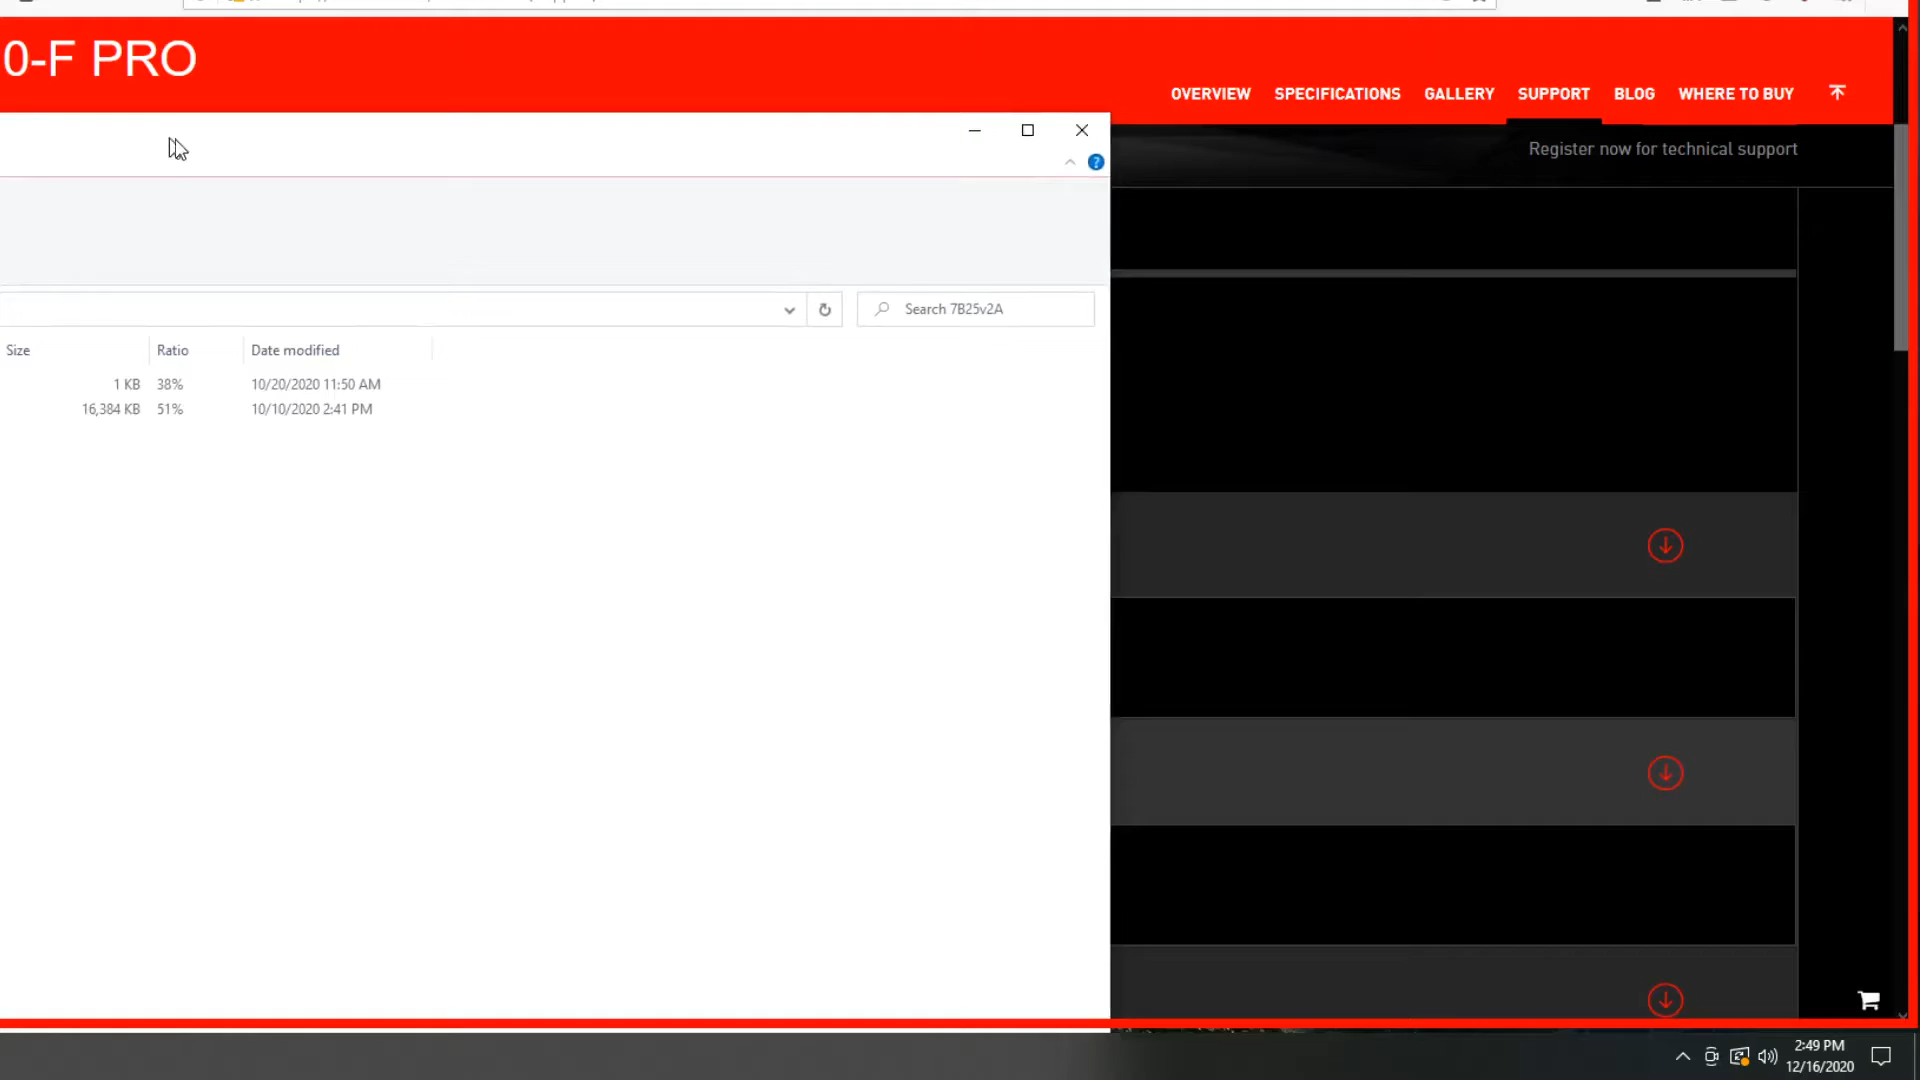 0-F PRO
OVERVIEW SPECIFICATIONS GALLERY SUPPORT BLOG WHERE TO BUY
Register now for technical support
Search 7B25v2A
Size Ratio Date modified
1 KB 38% 10/20/2020 11:50 AM
16,384 KB 51% 10/10/2020 2:41 PM
2:49 PM
12/16/2020